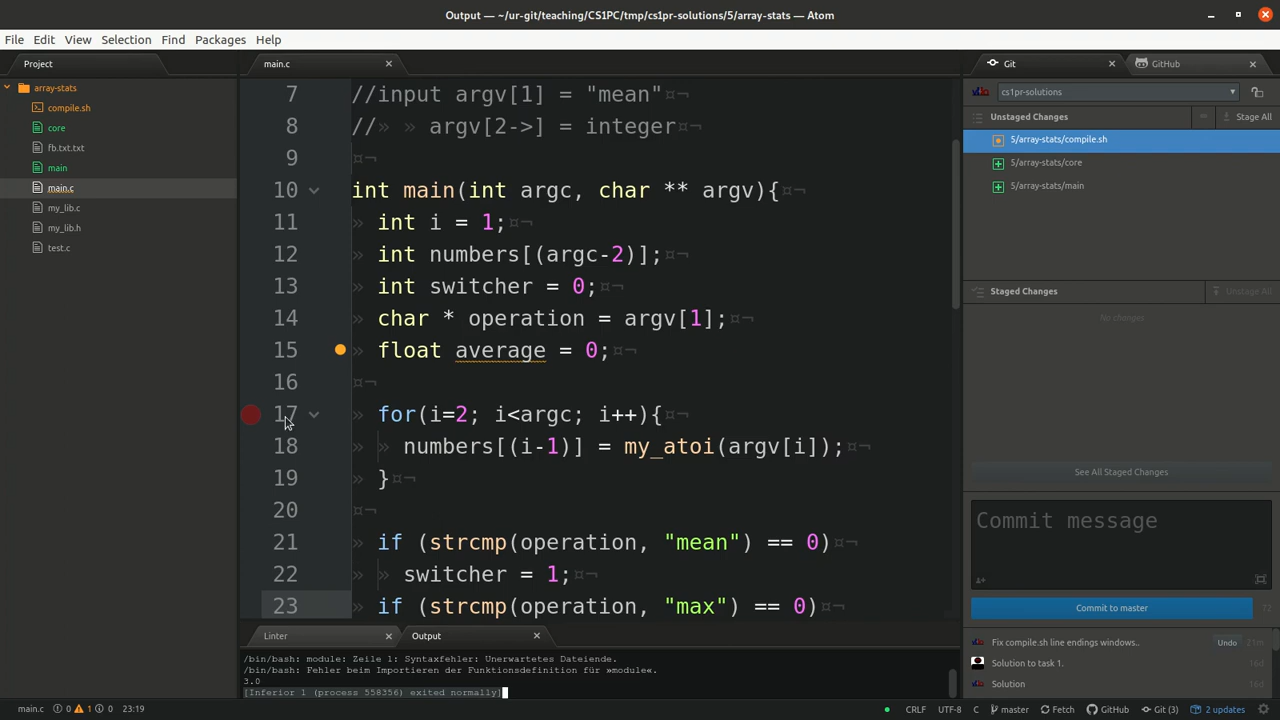 Output — ~/ur-git/teaching/CS1PC/tmp/cs1pr-solutions/5/array-stats — Atom
File Edit View Selection Find Packages Help
Project
array-stats
compile.sh
core
fb.txt.txt
main
main.c
my_lib.c
my_lib.h
test.c
main.c
7 //input argv[1] = "mean"¤¬
8 //» » argv[2->] = integer¤¬
9 ¤¬
10 int main(int argc, char ** argv){¤¬
11 » int i = 1;¤¬
12 » int numbers[(argc-2)];¤¬
13 » int switcher = 0;¤¬
14 » char * operation = argv[1];¤¬
15 » float average = 0;¤¬
16 ¤¬
17 » for(i=2; i<argc; i++){¤¬
18 » » numbers[(i-1)] = my_atoi(argv[i]);¤¬
19 » }¤¬
20 ¤¬
21 » if (strcmp(operation, "mean") == 0)¤¬
22 » » switcher = 1;¤¬
23 » if (strcmp(operation, "max") == 0)¤¬
Linter Output
/bin/bash: module: Zeile 1: Syntaxfehler: Unerwartetes Dateiende.
/bin/bash: Fehler beim Importieren der Funktionsdefinition für »module«.
3.0
[Inferior 1 (process 558356) exited normally]
Git GitHub
cs1pr-solutions
Unstaged Changes Stage All
5/array-stats/compile.sh
5/array-stats/core
5/array-stats/main
Staged Changes Unstage All
No changes
See All Staged Changes
Commit message
Commit to master 72
Fix compile.sh line endings windows.. Undo 21m
Solution to task 1. 16d
Solution 16d
main.c 0 1 0 23:19 CRLF UTF-8 C master Fetch GitHub Git (3) 2 updates